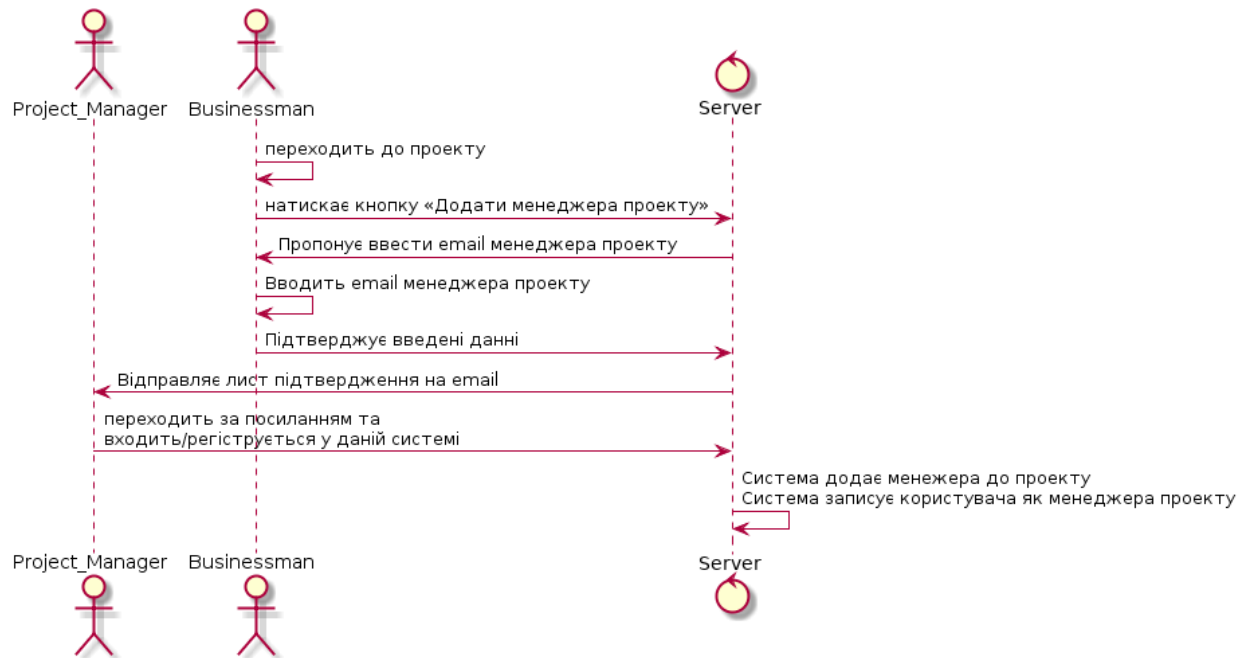 Project_Manager
Businessman
Server
переходить до проекту
натискає кнопку «Додати менеджера проекту»
Пропонує ввести email менеджера проекту
Вводить email менеджера проекту
Підтверджує введені данні
Відправляє лист підтвердження на email
переходить за посиланням та
входить/регіструється у даній системі
Система додає менежера до проекту
Система записує користувача як менеджера проекту
Project_Manager
Businessman
Server